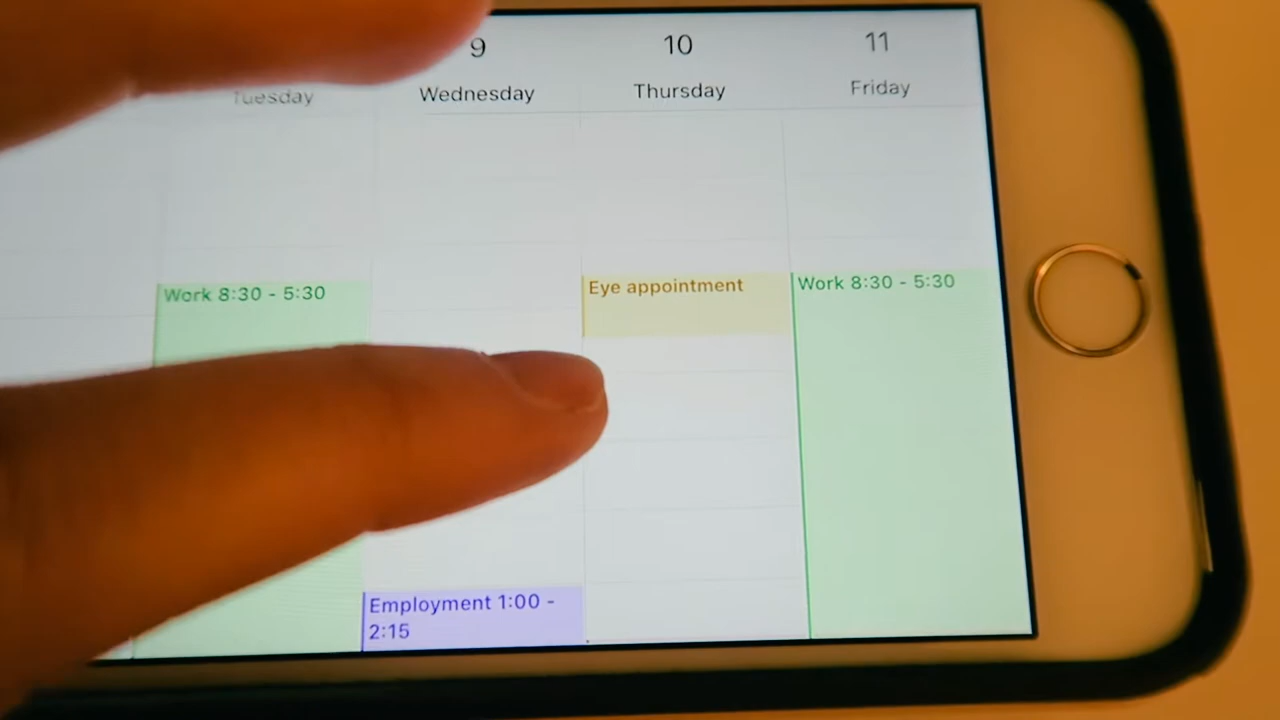 9 10 11
Tuesday Wednesday Thursday Friday
Work 8:30 - 5:30
Eye appointment
Work 8:30 - 5:30
Employment 1:00 -
2:15